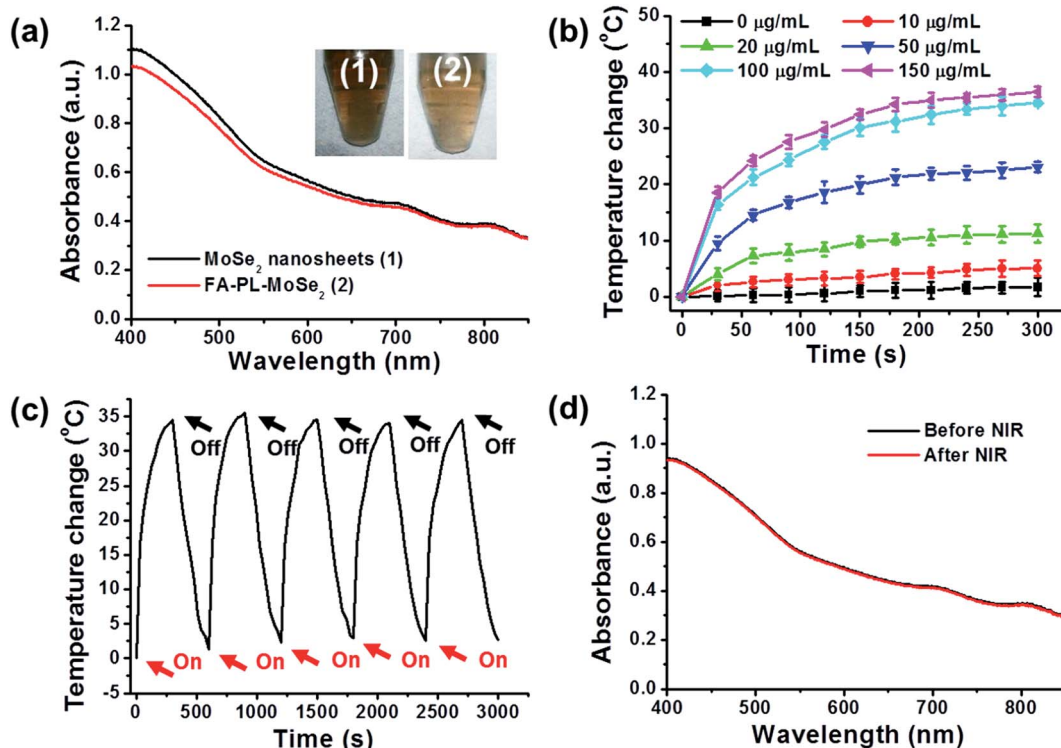 (a)
Absorbance (a.u.)
1.2
1.0
0.8
0.6
0.4
0.2
0.0
(1)
(2)
MoSe₂ nanosheets (1)
FA-PL-MoSe₂ (2)
400 500 600 700 800
Wavelength (nm)
(b)
Temperature change (°C)
50
40
30
20
10
0
0 μg/mL 10 μg/mL
20 μg/mL 50 μg/mL
100 μg/mL 150 μg/mL
0 50 100 150 200 250 300
Time (s)
(c)
Temperature change (°C)
35
30
25
20
15
10
5
0
-5
Off Off Off Off Off
On On On On On
0 500 1000 1500 2000 2500 3000
Time (s)
(d)
Absorbance (a.u.)
1.2
1.0
0.8
0.6
0.4
0.2
0.0
Before NIR
After NIR
400 500 600 700 800
Wavelength (nm)